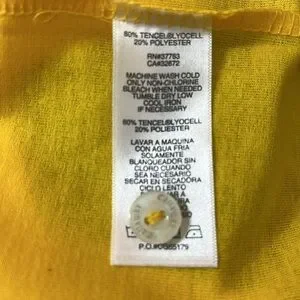 80% TENCEL®LYOCELL
20% POLYESTER
RN#37763
CA#32672
MACHINE WASH COLD
ONLY NON-CHLORINE
BLEACH WHEN NEEDED
TUMBLE DRY LOW
COOL IRON
IF NECESSARY
80% TENCEL®LYOCELL
20% POLYESTER
LAVAR A MAQUINA
CON AGUA FRIA
SOLAMENTE
BLANQUEADOR SIN
CLORO CUANDO
SEA NECESARIO
SECAR EN SECADORA
CICLO LENTO